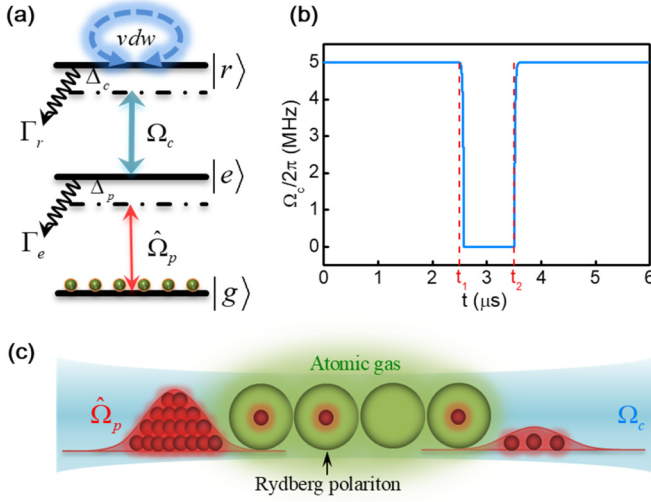 (a)
vdw
|r⟩
Δc
Γr
Ωc
|e⟩
Δp
Γe
Ω̂p
|g⟩
(b)
Ωc/2π (MHz)
5
4
3
2
1
0
0 1 2 3 4 5 6
t1 t2
t (μs)
(c)
Atomic gas
Ω̂p
Ωc
Rydberg polariton